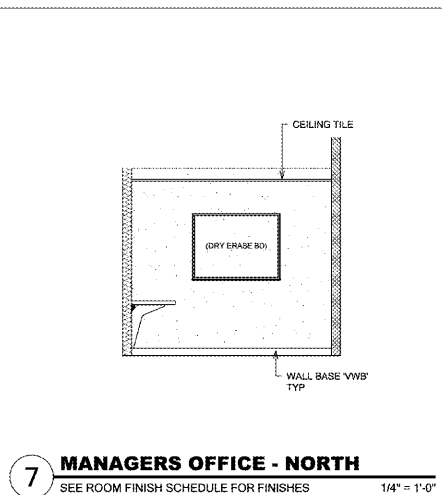 CEILING TILE
(DRY ERASE BD)
WALL BASE 'VWB'
TYP
7
MANAGERS OFFICE - NORTH
SEE ROOM FINISH SCHEDULE FOR FINISHES 1/4" = 1'-0"